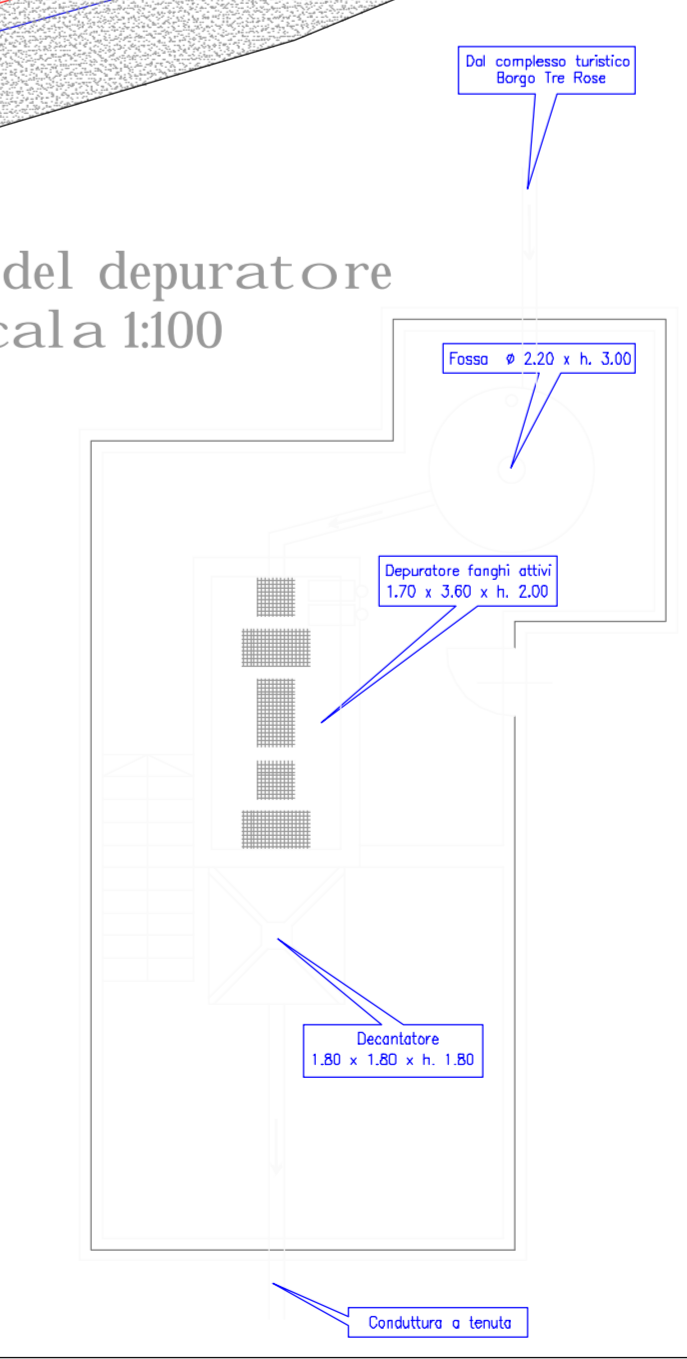 Dal complesso turistico
Borgo Tre Rose
del depuratore
1:100
Fossa ø 2.20 x h. 3.00
Depuratore fanghi attivi
1.70 x 3.60 x h. 2.00
Decantatore
1.80 x 1.80 x h. 1.80
Conduttura a tenuta